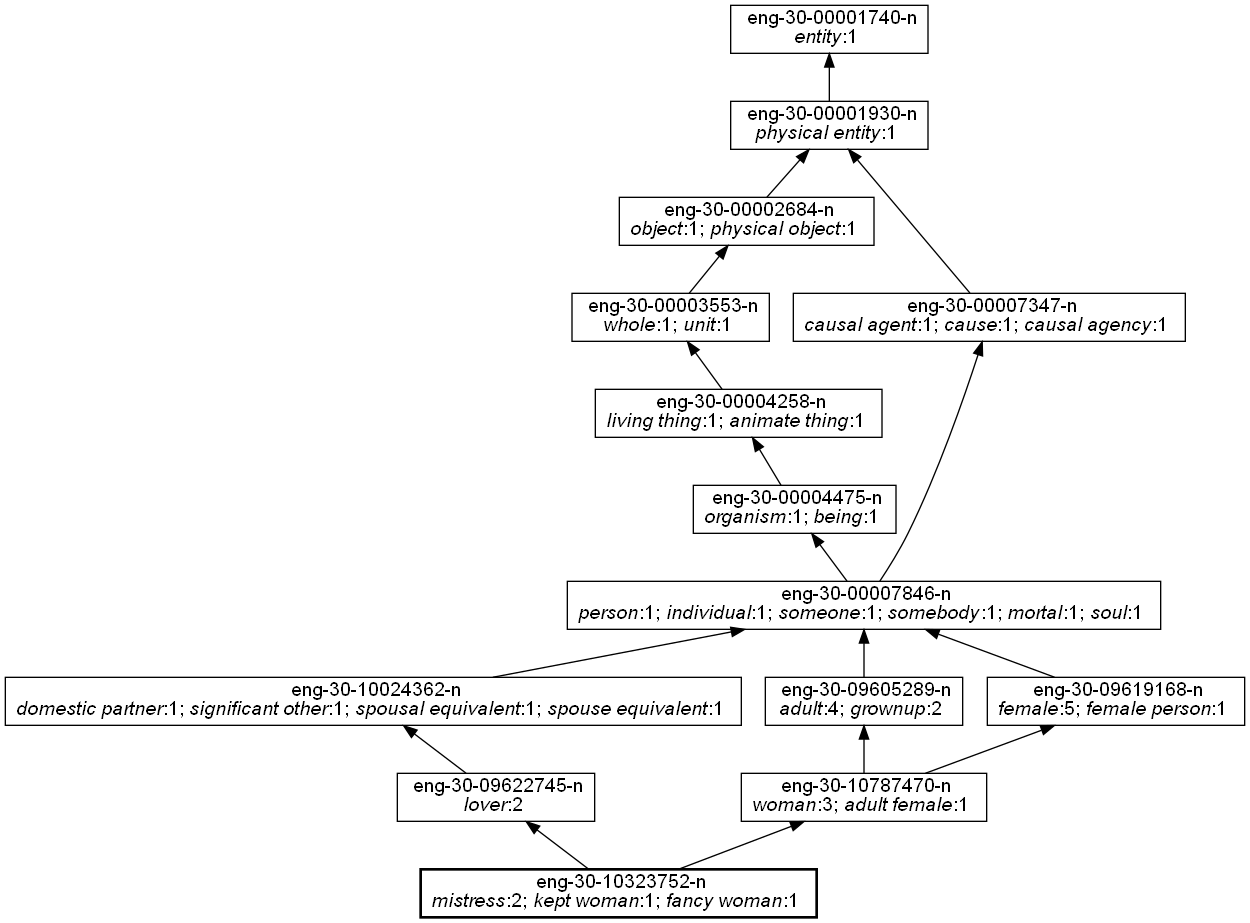 eng-30-00001740-n
entity:1
eng-30-00001930-n
physical entity:1
eng-30-00002684-n
object:1; physical object:1
eng-30-00003553-n
whole:1; unit:1
eng-30-00007347-n
causal agent:1; cause:1; causal agency:1
eng-30-00004258-n
living thing:1; animate thing:1
eng-30-00004475-n
organism:1; being:1
eng-30-00007846-n
person:1; individual:1; someone:1; somebody:1; mortal:1; soul:1
eng-30-10024362-n
domestic partner:1; significant other:1; spousal equivalent:1; spouse equivalent:1
eng-30-09605289-n
adult:4; grownup:2
eng-30-09619168-n
female:5; female person:1
eng-30-09622745-n
lover:2
eng-30-10787470-n
woman:3; adult female:1
eng-30-10323752-n
mistress:2; kept woman:1; fancy woman:1